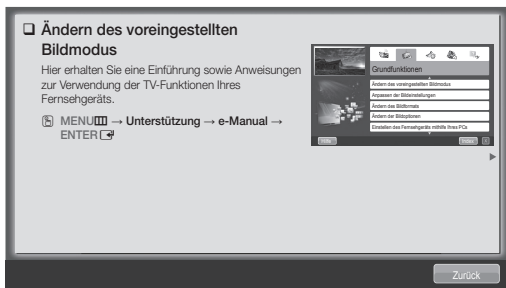 ❑ Ändern des voreingestellten
Bildmodus
Hier erhalten Sie eine Einführung sowie Anweisungen
zur Verwendung der TV-Funktionen Ihres
Fernsehgeräts.
MENU → Unterstützung → e-Manual →
ENTER
Grundfunktionen
Ändern des voreingestellten Bildmodus
Anpassen der Bildeinstellungen
Ändern des Bildformats
Ändern der Bildoptionen
Einstellen des Fernsehgeräts mithilfe Ihres PCs
Hilfe
Index
Zurück